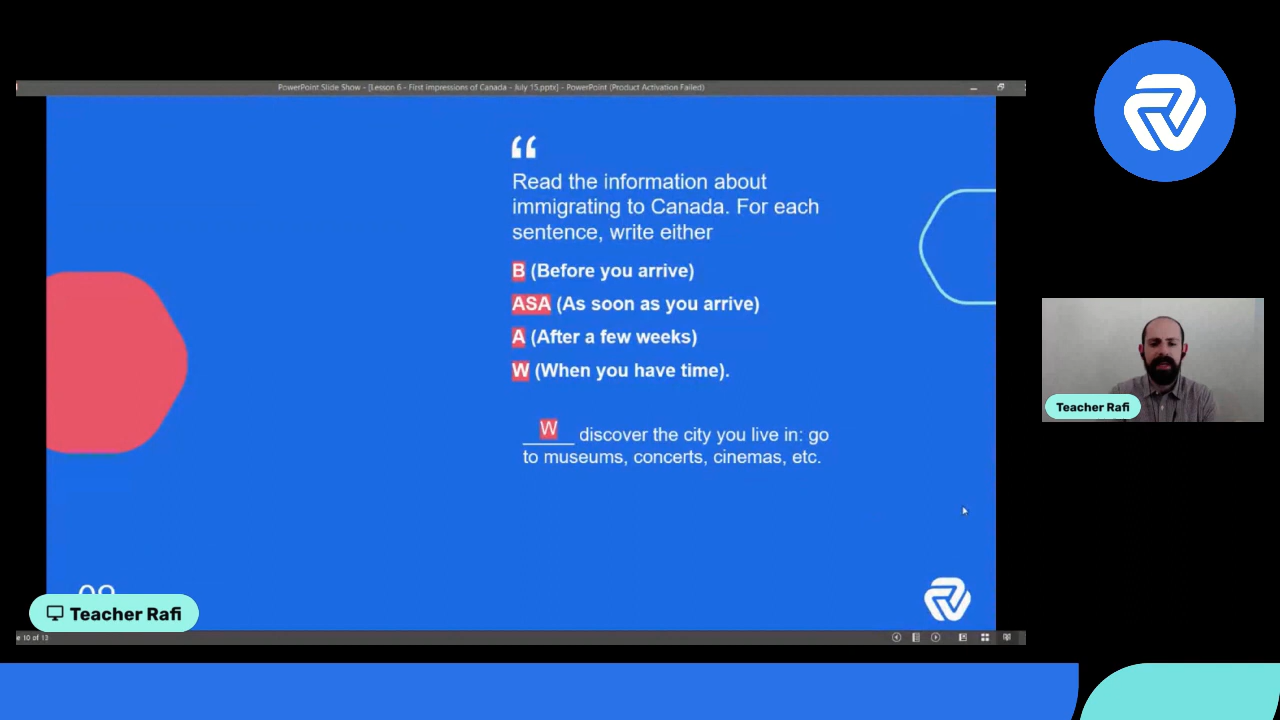 PowerPoint Slide Show - [Lesson 6 - First impressions of Canada - July 15.pptx] - PowerPoint (Product Activation Failed)
“
Read the information about
immigrating to Canada. For each
sentence, write either
B (Before you arrive)
ASA (As soon as you arrive)
A (After a few weeks)
W (When you have time).
W discover the city you live in: go
to museums, concerts, cinemas, etc.
Teacher Rafi
Teacher Rafi
10 of 13